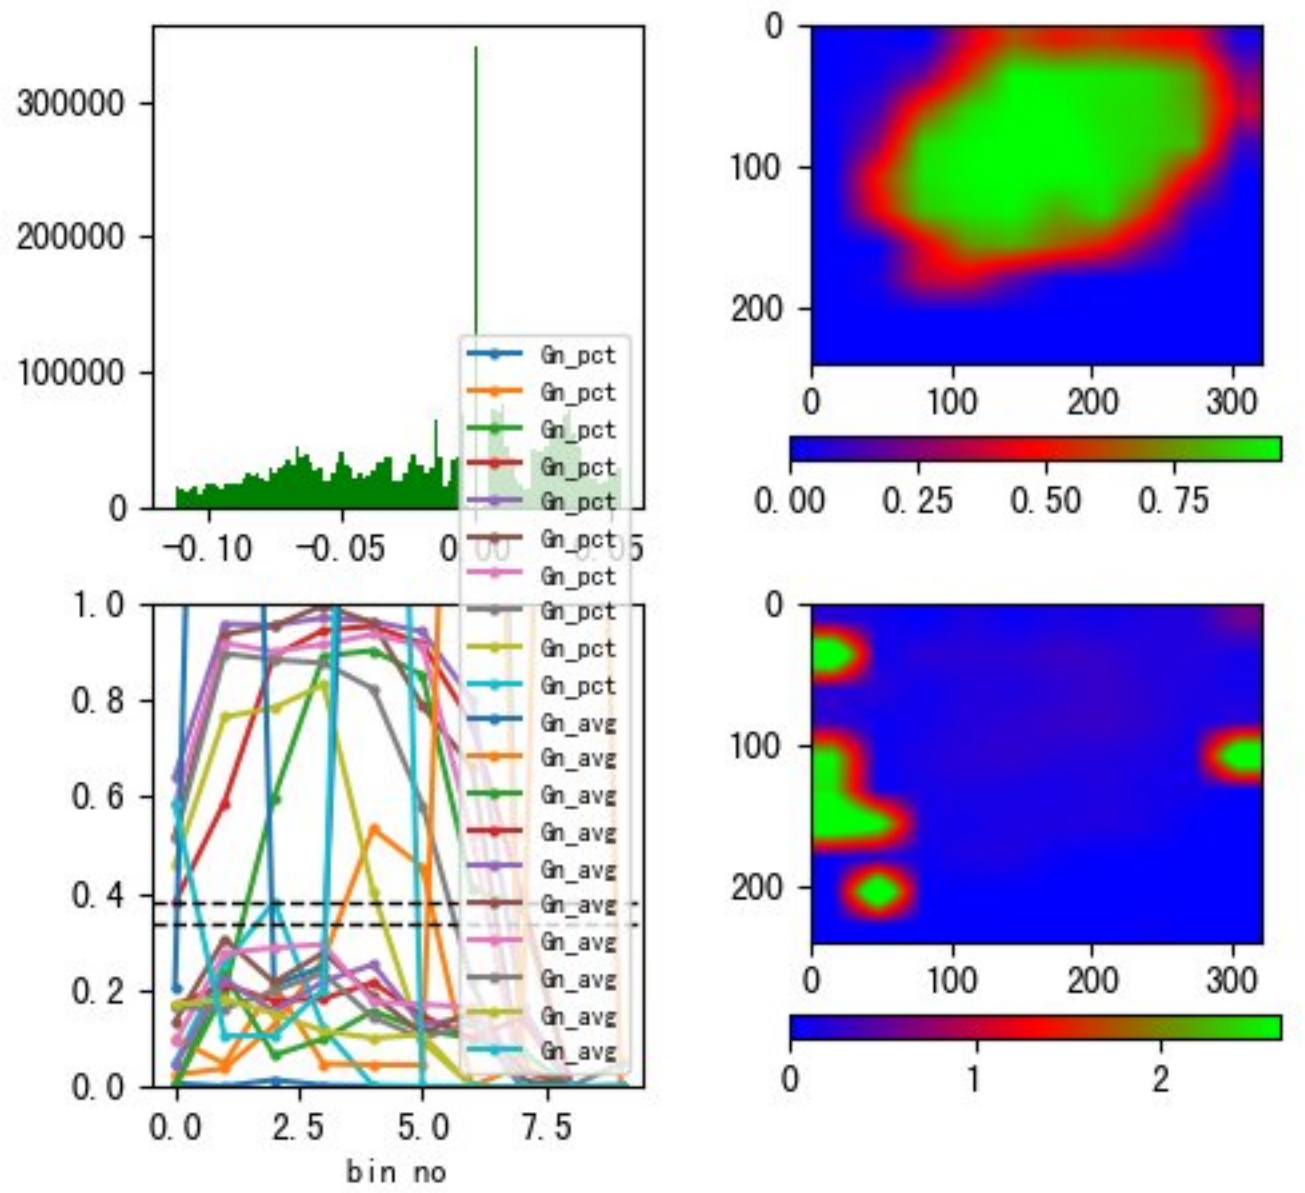 300000
200000
100000
0
-0.10 -0.05 0.00 0.05
0
100
200
0 100 200 300
0.00 0.25 0.50 0.75
Gn_pct
Gn_pct
Gn_pct
Gn_pct
Gn_pct
Gn_pct
Gn_pct
Gn_pct
Gn_pct
Gn_pct
Gn_avg
Gn_avg
Gn_avg
Gn_avg
Gn_avg
Gn_avg
Gn_avg
Gn_avg
Gn_avg
Gn_avg
1.0
0.8
0.6
0.4
0.2
0.0
0.0 2.5 5.0 7.5
bin no
0
100
200
0 100 200 300
0 1 2